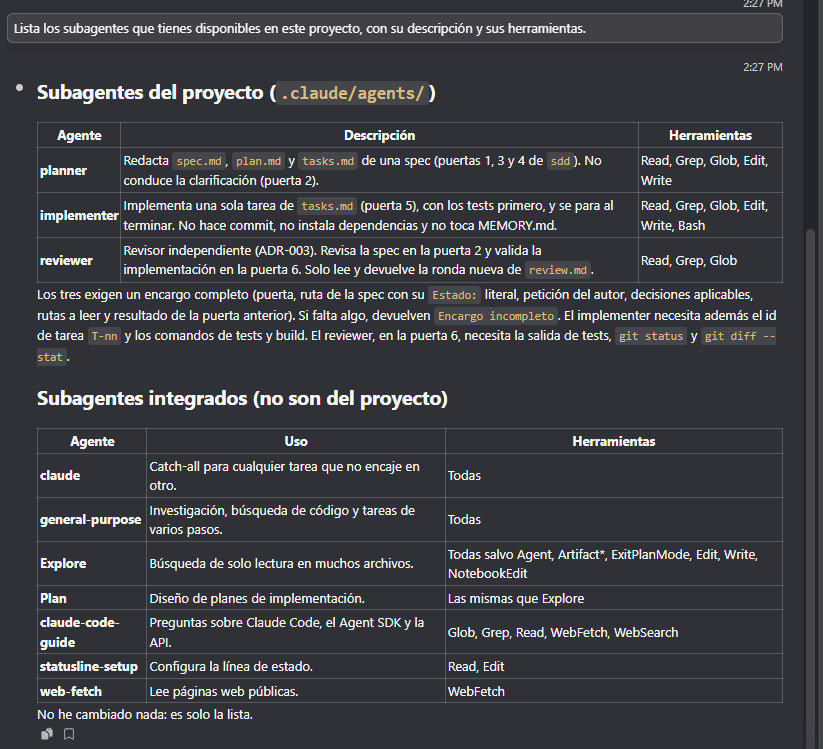 2:27 PM
Lista los subagentes que tienes disponibles en este proyecto, con su descripción y sus herramientas.
2:27 PM
Subagentes del proyecto ( .claude/agents/ )
Agente Descripción Herramientas
planner Redacta spec.md, plan.md y tasks.md de una spec (puertas 1, 3 y 4 de sdd). No Read, Grep, Glob, Edit,
conduce la clarificación (puerta 2). Write
implementer Implementa una sola tarea de tasks.md (puerta 5), con los tests primero, y se para al Read, Grep, Glob, Edit,
terminar. No hace commit, no instala dependencias y no toca MEMORY.md. Write, Bash
reviewer Revisor independiente (ADR-003). Revisa la spec en la puerta 2 y valida la Read, Grep, Glob
implementación en la puerta 6. Solo lee y devuelve la ronda nueva de review.md.
Los tres exigen un encargo completo (puerta, ruta de la spec con su Estado: literal, petición del autor, decisiones aplicables,
rutas a leer y resultado de la puerta anterior). Si falta algo, devuelven Encargo incompleto. El implementer necesita además el id
de tarea T-nn y los comandos de tests y build. El reviewer, en la puerta 6, necesita la salida de tests, git status y git diff --
stat.
Subagentes integrados (no son del proyecto)
Agente Uso Herramientas
claude Catch-all para cualquier tarea que no encaje en Todas
otro.
general-purpose Investigación, búsqueda de código y tareas de Todas
varios pasos.
Explore Búsqueda de solo lectura en muchos archivos. Todas salvo Agent, Artifact*, ExitPlanMode, Edit, Write,
NotebookEdit
Plan Diseño de planes de implementación. Las mismas que Explore
claude-code- Preguntas sobre Claude Code, el Agent SDK y la Glob, Grep, Read, WebFetch, WebSearch
guide API.
statusline-setup Configura la línea de estado. Read, Edit
web-fetch Lee páginas web públicas. WebFetch
No he cambiado nada: es solo la lista.